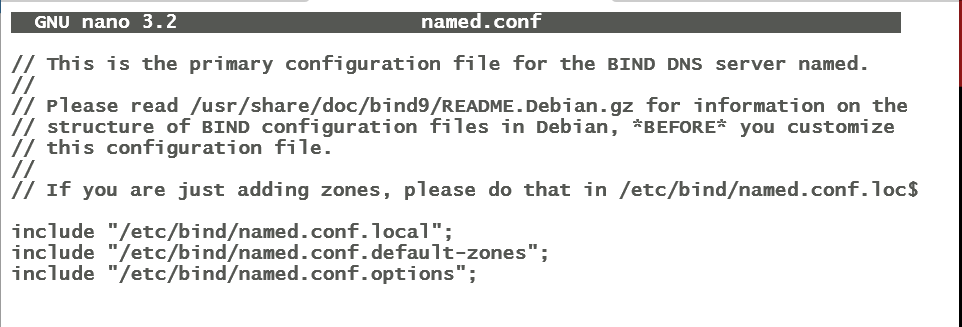 GNU nano 3.2 named.conf
// This is the primary configuration file for the BIND DNS server named.
//
// Please read /usr/share/doc/bind9/README.Debian.gz for information on the
// structure of BIND configuration files in Debian, *BEFORE* you customize
// this configuration file.
//
// If you are just adding zones, please do that in /etc/bind/named.conf.loc$
include "/etc/bind/named.conf.local";
include "/etc/bind/named.conf.default-zones";
include "/etc/bind/named.conf.options";